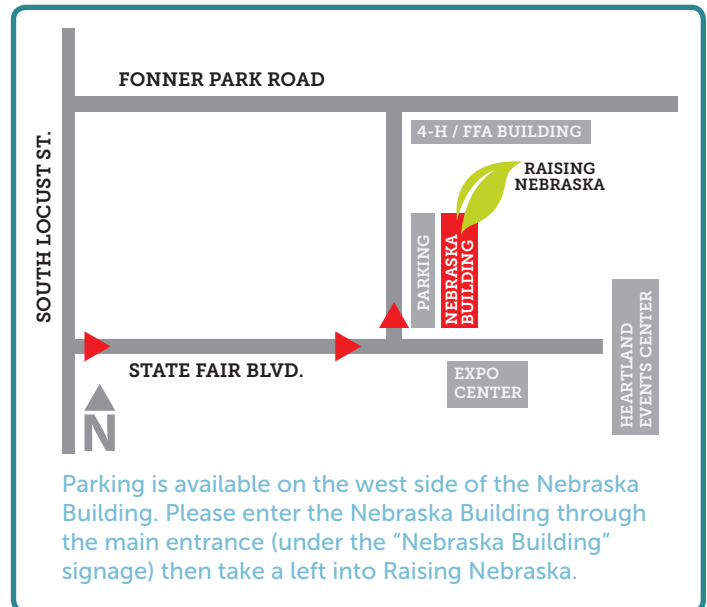 FONNER PARK ROAD
SOUTH LOCUST ST.
4-H / FFA BUILDING
RAISING
NEBRASKA
PARKING
NEBRASKA
BUILDING
STATE FAIR BLVD.
EXPO
CENTER
HEARTLAND
EVENTS CENTER
N
Parking is available on the west side of the Nebraska
Building. Please enter the Nebraska Building through
the main entrance (under the “Nebraska Building”
signage) then take a left into Raising Nebraska.